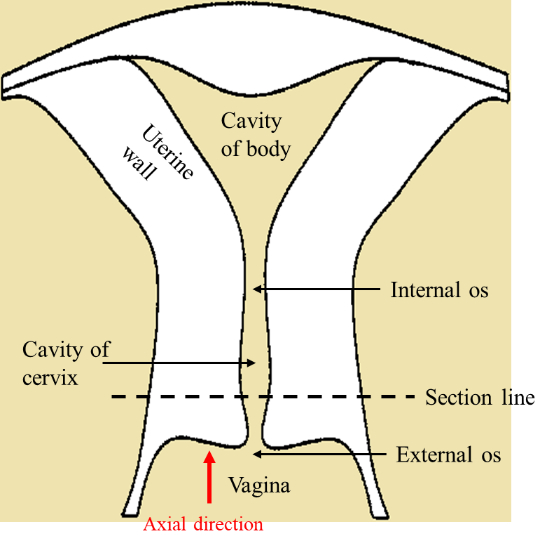 Cavity
of body
Uterine
wall
Internal os
Cavity of
cervix
Section line
External os
Vagina
Axial direction